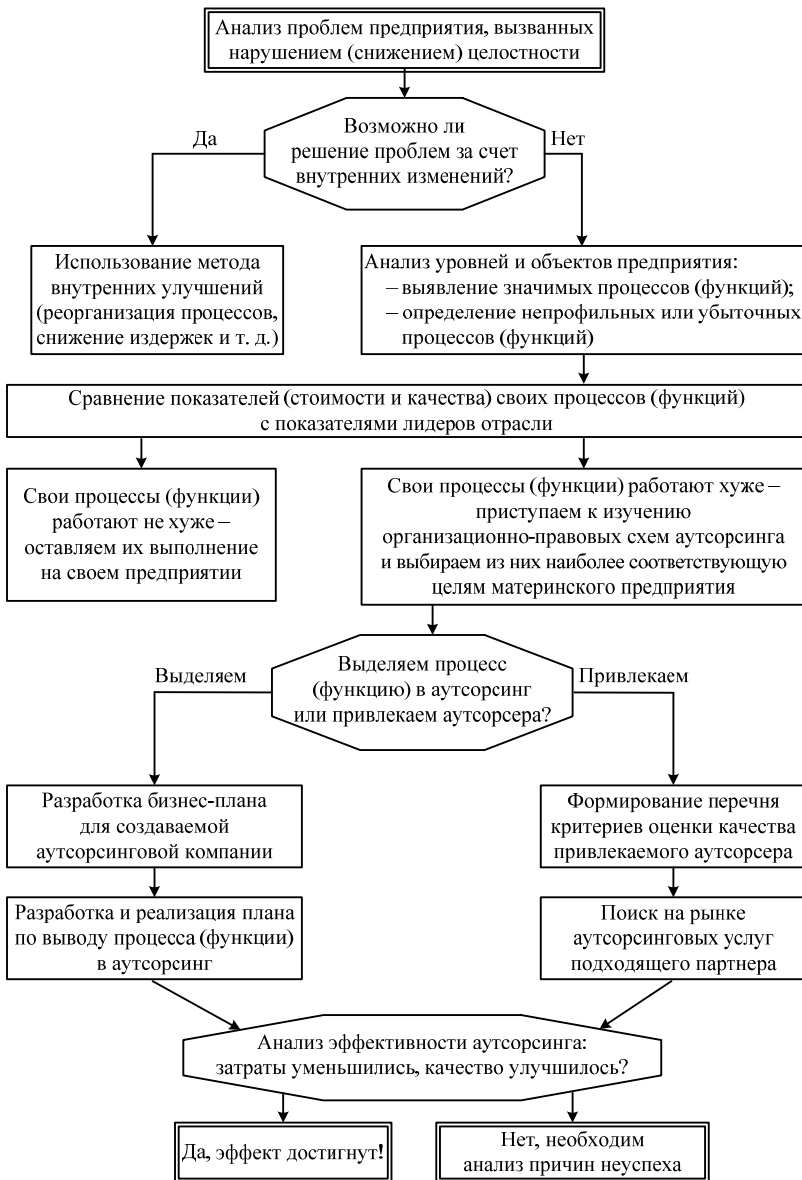 Анализ проблем предприятия, вызванных
нарушением (снижением) целостности
Возможно ли
решение проблем за счет
внутренних изменений?
Да
Нет
Использование метода
внутренних улучшений
(реорганизация процессов,
снижение издержек и т. д.)
Анализ уровней и объектов предприятия:
– выявление значимых процессов (функций);
– определение непрофильных или убыточных
процессов (функций)
Сравнение показателей (стоимости и качества) своих процессов (функций)
с показателями лидеров отрасли
Свои процессы (функции)
работают не хуже –
оставляем их выполнение
на своем предприятии
Свои процессы (функции) работают хуже –
приступаем к изучению
организационно-правовых схем аутсорсинга
и выбираем из них наиболее соответствующую
целям материнского предприятия
Выделяем процесс
(функцию) в аутсорсинг
или привлекаем аутсорсера?
Выделяем
Привлекаем
Разработка бизнес-плана
для создаваемой
аутсорсинговой компании
Формирование перечня
критериев оценки качества
привлекаемого аутсорсера
Разработка и реализация плана
по выводу процесса (функции)
в аутсорсинг
Поиск на рынке
аутсорсинговых услуг
подходящего партнера
Анализ эффективности аутсорсинга:
затраты уменьшились, качество улучшилось?
Да, эффект достигнут!
Нет, необходим
анализ причин неуспеха